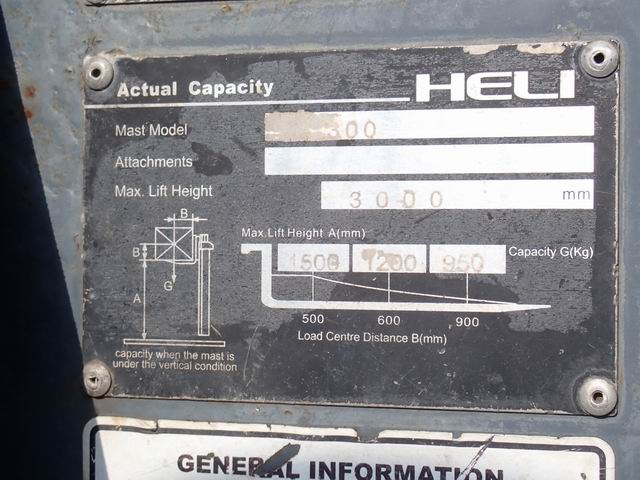 Actual Capacity HELI
Mast Model 300
Attachments
Max. Lift Height 3000 mm
Max. Lift Height A(mm)
1500 1200 950 Capacity G(Kg)
500 600 900
Load Centre Distance B(mm)
B
B
G
A
capacity when the mast is
under the vertical condition
GENERAL INFORMATION